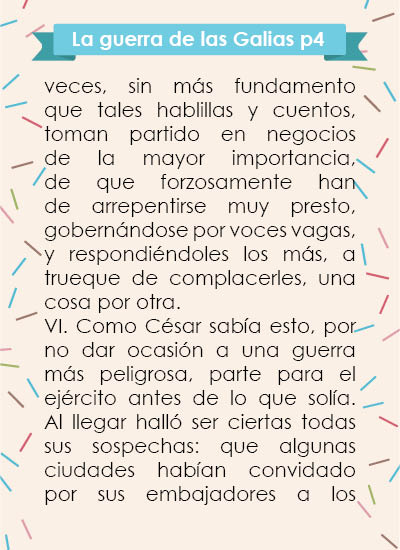 La guerra de las Galias p4
veces, sin más fundamento
que tales hablillas y cuentos,
toman partido en negocios
de la mayor importancia,
de que forzosamente han
de arrepentirse muy presto,
gobernándose por voces vagas,
y respondiéndoles los más, a
trueque de complacerles, una
cosa por otra.
VI. Como César sabía esto, por
no dar ocasión a una guerra
más peligrosa, parte para el
ejército antes de lo que solía.
Al llegar halló ser ciertas todas
sus sospechas: que algunas
ciudades habían convidado
por sus embajadores a los